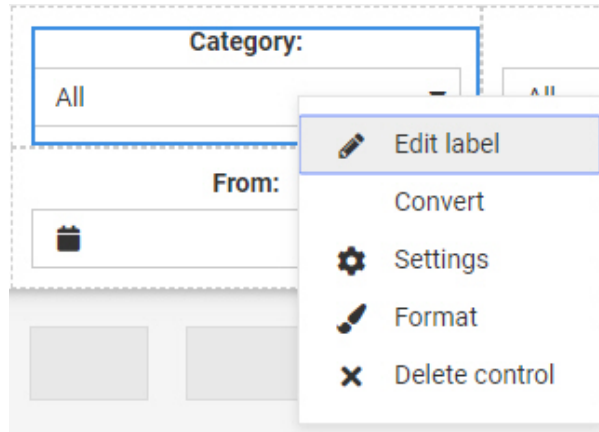 Category:
All
All
Edit label
From:
Convert
Settings
Format
Delete control